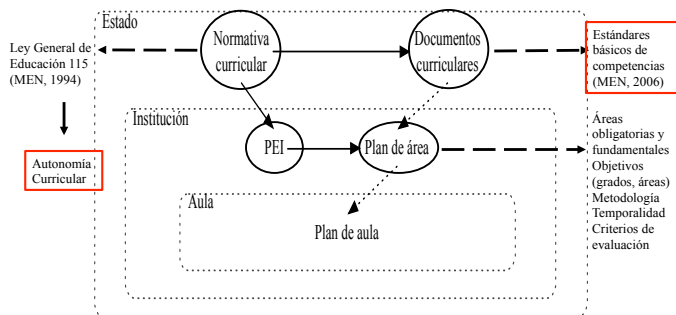 Estado
Ley General de
Educación 115
(MEN, 1994)
Normativa
curricular
Documentos
curriculares
Estándares
básicos de
competencias
(MEN, 2006)
Institución
Autonomía
Curricular
PEI
Plan de área
Áreas
obligatorias y
fundamentales
Objetivos
(grados, áreas)
Metodología
Temporalidad
Criterios de
evaluación
Aula
Plan de aula